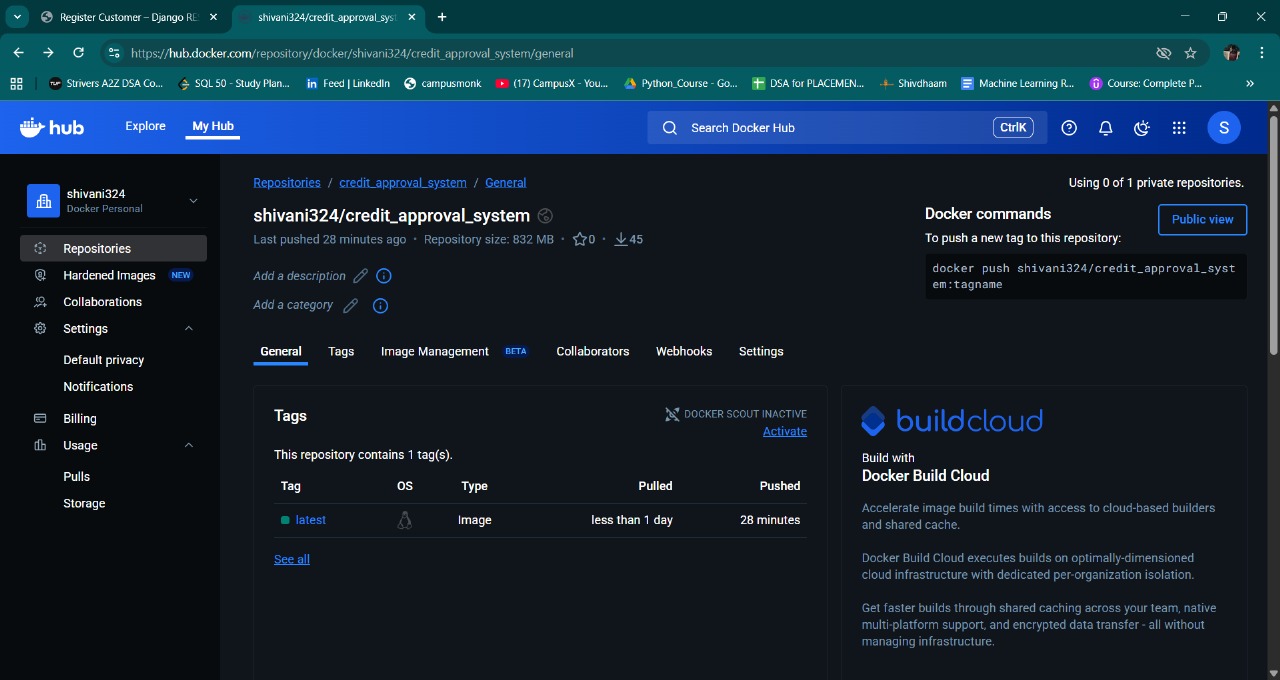 Register Customer – Django RE
shivani324/credit_approval_syst
https://hub.docker.com/repository/docker/shivani324/credit_approval_system/general
Strivers A2Z DSA Co...
SQL 50 - Study Plan...
Feed | LinkedIn
campusmonk
(17) CampusX - You...
Python_Course - Go...
DSA for PLACEMEN...
Shivdhaam
Machine Learning R...
Course: Complete P...
hub
Explore
My Hub
Search Docker Hub
CtrlK
S
shivani324
Docker Personal
Repositories
Hardened Images NEW
Collaborations
Settings
Default privacy
Notifications
Billing
Usage
Pulls
Storage
Repositories / credit_approval_system / General
Using 0 of 1 private repositories.
shivani324/credit_approval_system
Last pushed 28 minutes ago · Repository size: 832 MB · 0 · 45
Add a description
Add a category
Docker commands
Public view
To push a new tag to this repository:
docker push shivani324/credit_approval_syst
em:tagname
General
Tags
Image Management BETA
Collaborators
Webhooks
Settings
Tags
DOCKER SCOUT INACTIVE
Activate
This repository contains 1 tag(s).
Tag OS Type Pulled Pushed
latest Image less than 1 day 28 minutes
See all
buildcloud
Build with
Docker Build Cloud
Accelerate image build times with access to cloud-based builders
and shared cache.
Docker Build Cloud executes builds on optimally-dimensioned
cloud infrastructure with dedicated per-organization isolation.
Get faster builds through shared caching across your team, native
multi-platform support, and encrypted data transfer - all without
managing infrastructure.